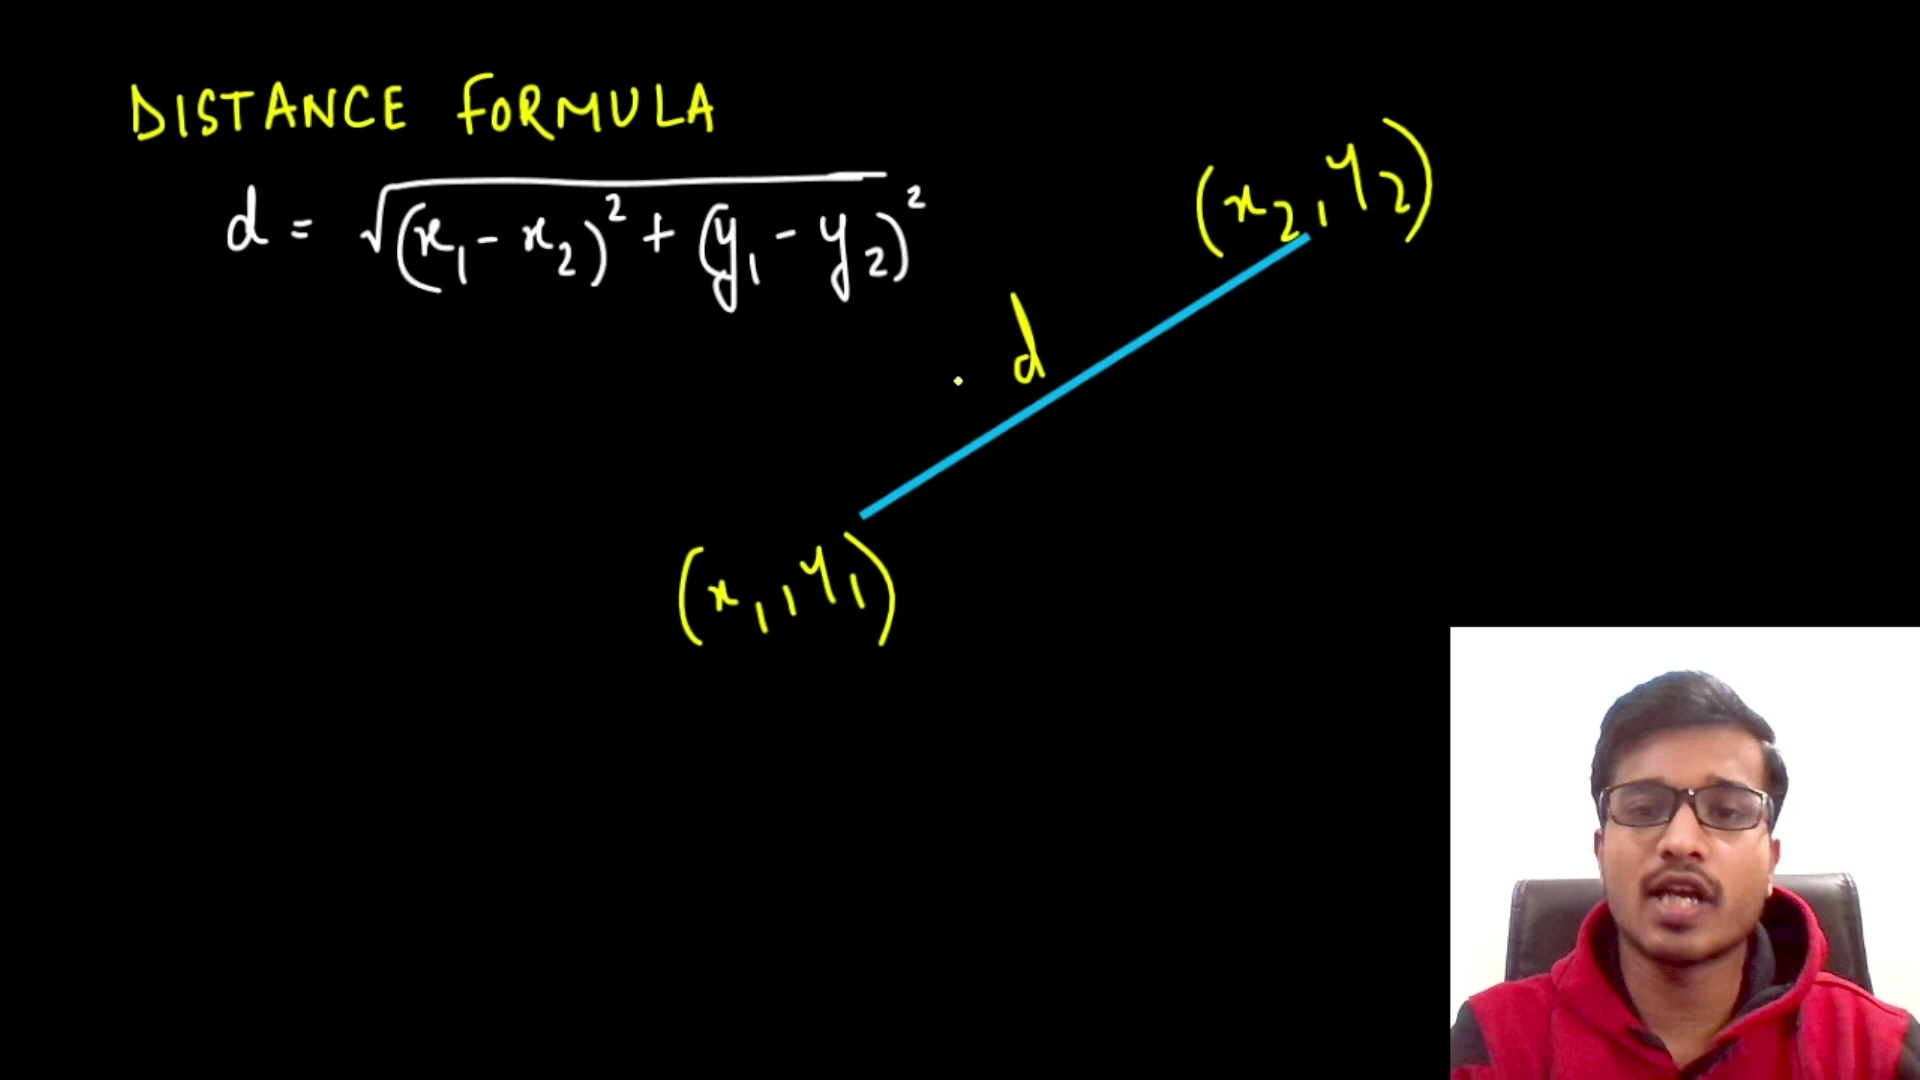 DISTANCE FORMULA
d = √(x₁ - x₂)² + (y₁ - y₂)²
(x₂, y₂)
d
(x₁, y₁)